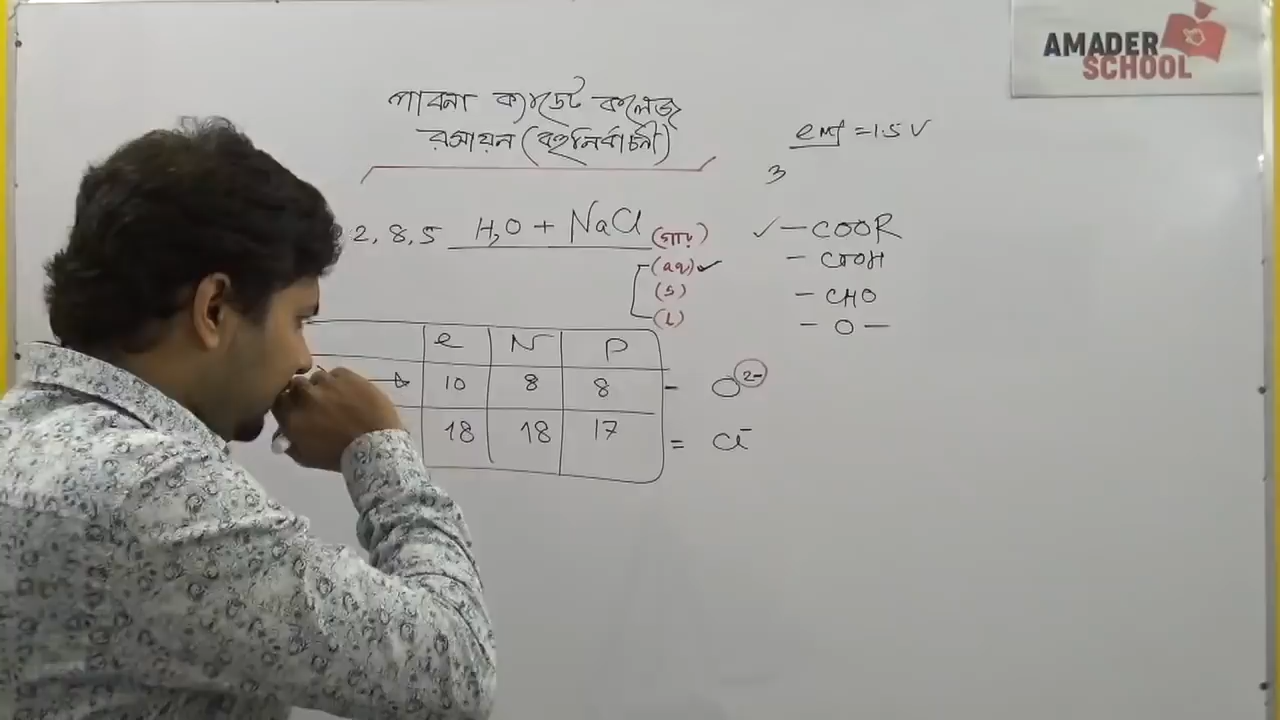 AMADER
SCHOOL
পাবনা ক্যাডেট কলেজ
রসায়ন (বহুনির্বাচনী)
emf = 1.5 V
3
2, 8, 5 H₂O + NaCl (গাঢ়)
(aq) ✓
(s)
(l)
✓ – COOR
– COOH
– CHO
– O –
e N P
10 8 8 – O²⁻
18 18 17 = Cl⁻